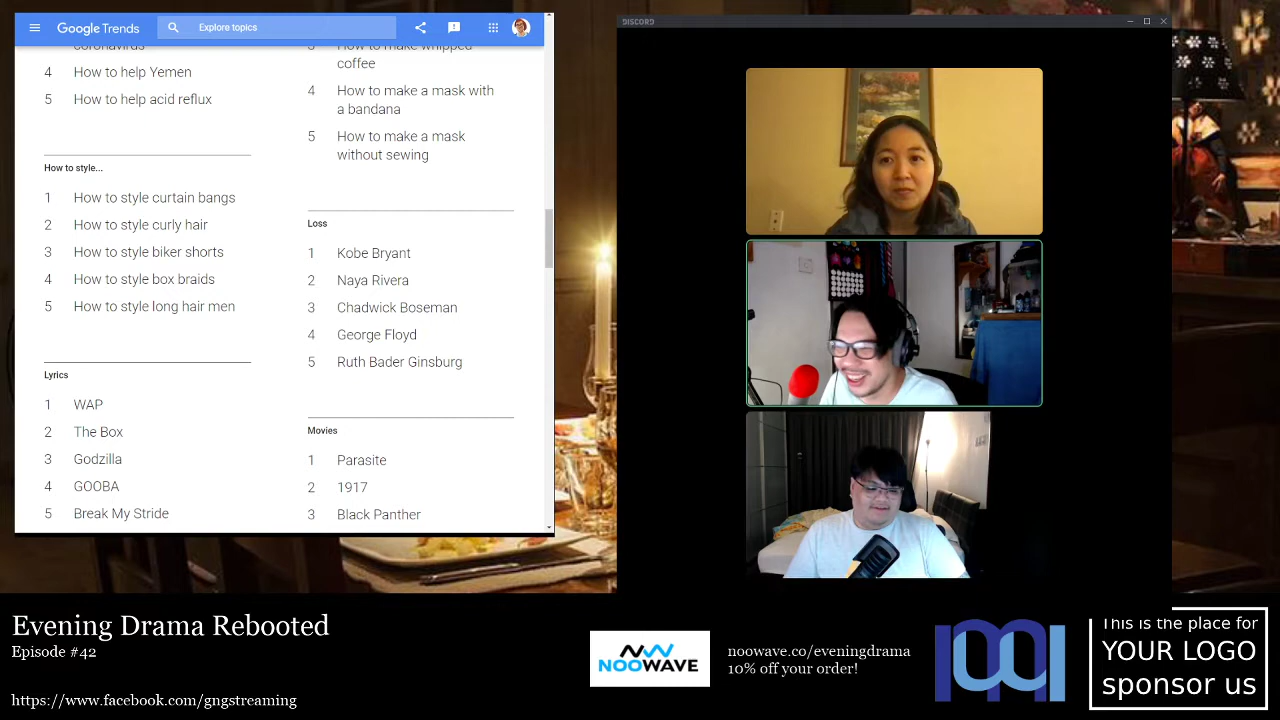 Google Trends
Explore topics
coronavirus
4 How to help Yemen
5 How to help acid reflux
How to style...
1 How to style curtain bangs
2 How to style curly hair
3 How to style biker shorts
4 How to style box braids
5 How to style long hair men
Lyrics
1 WAP
2 The Box
3 Godzilla
4 GOOBA
5 Break My Stride
3 How to make whipped
coffee
4 How to make a mask with
a bandana
5 How to make a mask
without sewing
Loss
1 Kobe Bryant
2 Naya Rivera
3 Chadwick Boseman
4 George Floyd
5 Ruth Bader Ginsburg
Movies
1 Parasite
2 1917
3 Black Panther
DISCORD
Evening Drama Rebooted
Episode #42
https://www.facebook.com/gngstreaming
NOOWAVE
noowave.co/eveningdrama
10% off your order!
This is the place for
YOUR LOGO
sponsor us